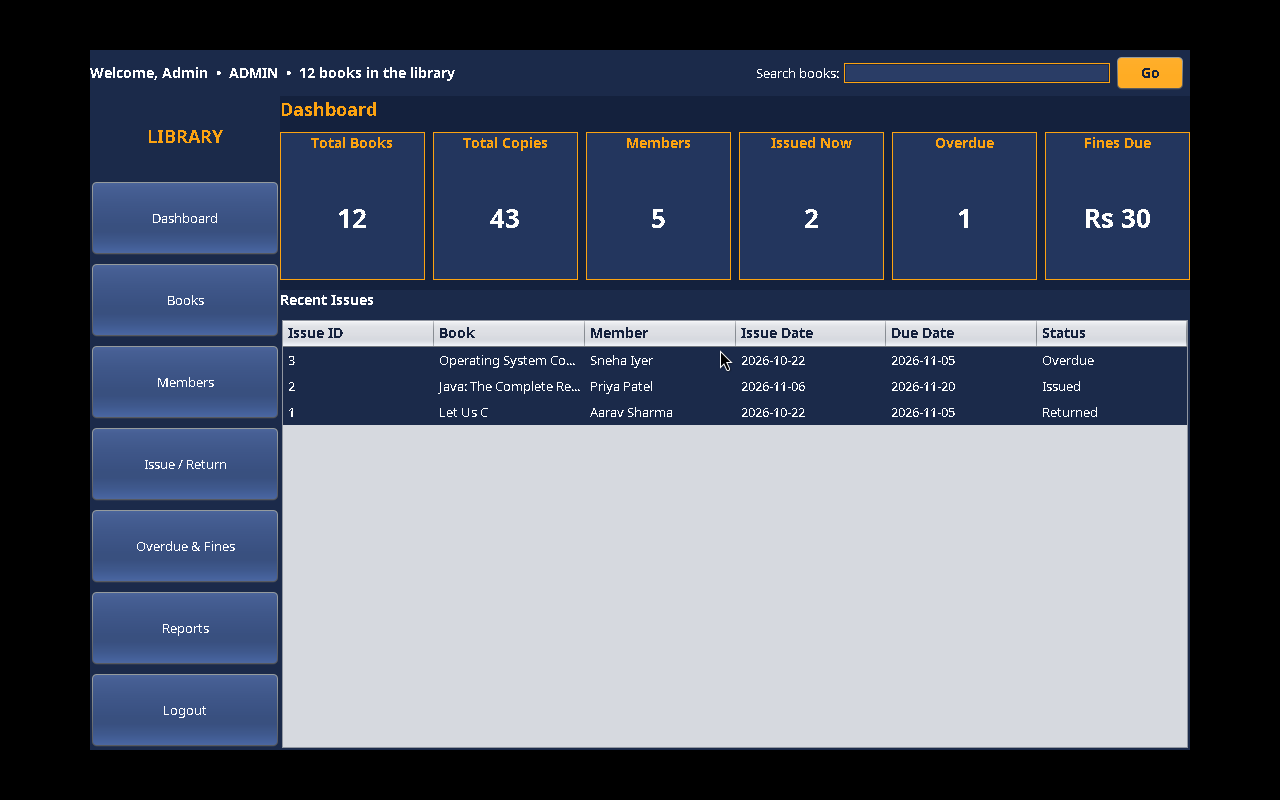 Welcome, Admin • ADMIN • 12 books in the library
Search books:
Go
LIBRARY
Dashboard
Books
Members
Issue / Return
Overdue & Fines
Reports
Logout
Dashboard
Total Books
12
Total Copies
43
Members
5
Issued Now
2
Overdue
1
Fines Due
Rs 30
Recent Issues
Issue ID Book Member Issue Date Due Date Status
3 Operating System Co... Sneha Iyer 2026-10-22 2026-11-05 Overdue
2 Java: The Complete Re... Priya Patel 2026-11-06 2026-11-20 Issued
1 Let Us C Aarav Sharma 2026-10-22 2026-11-05 Returned